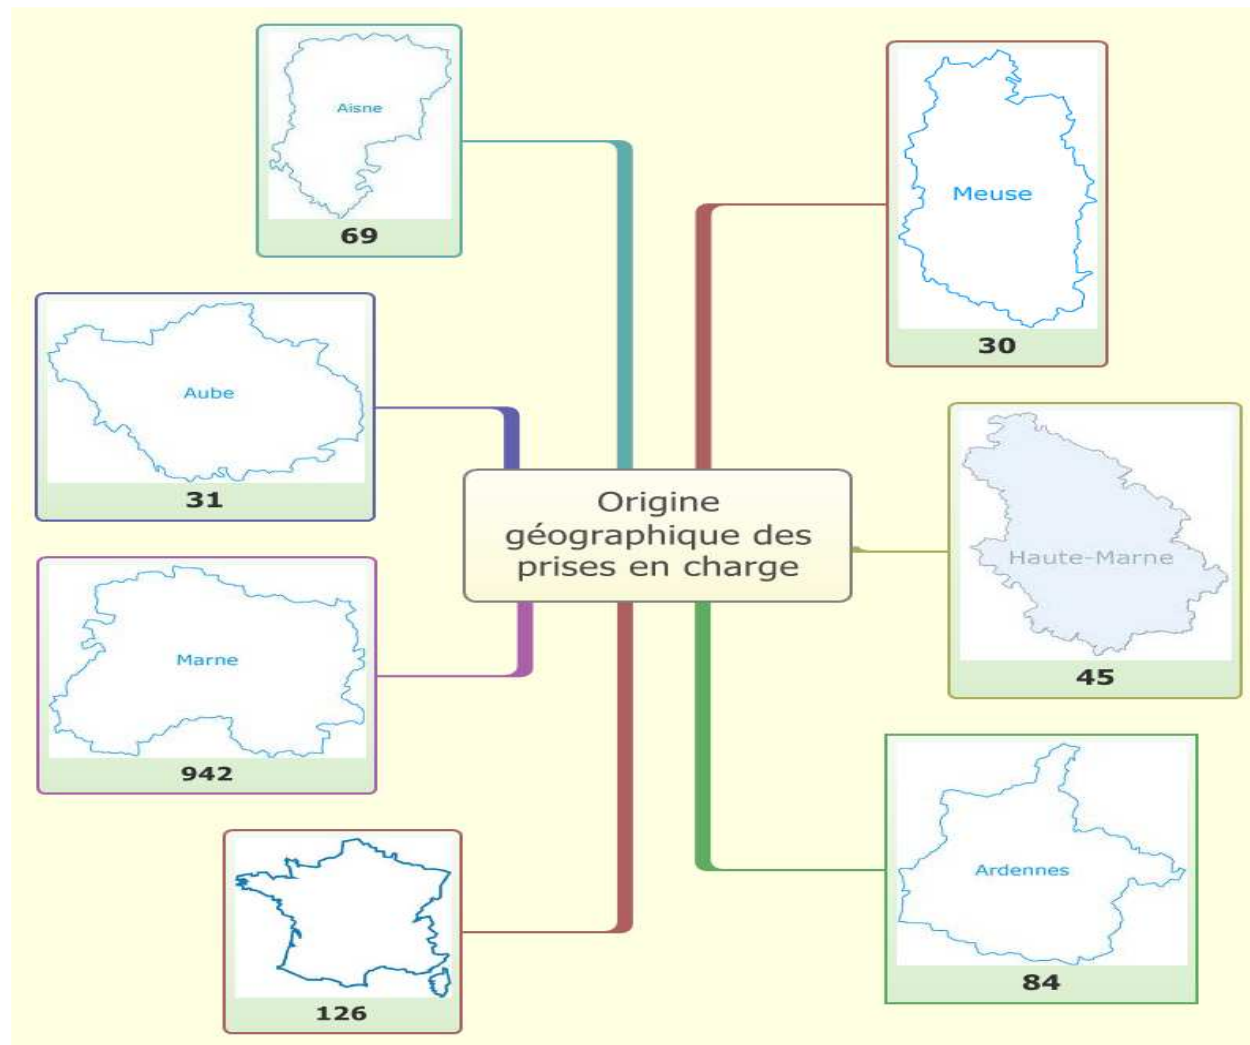 Aisne
69
Meuse
30
Aube
31
Origine
géographique des
prises en charge
Haute-Marne
45
Marne
942
Ardennes
84
126